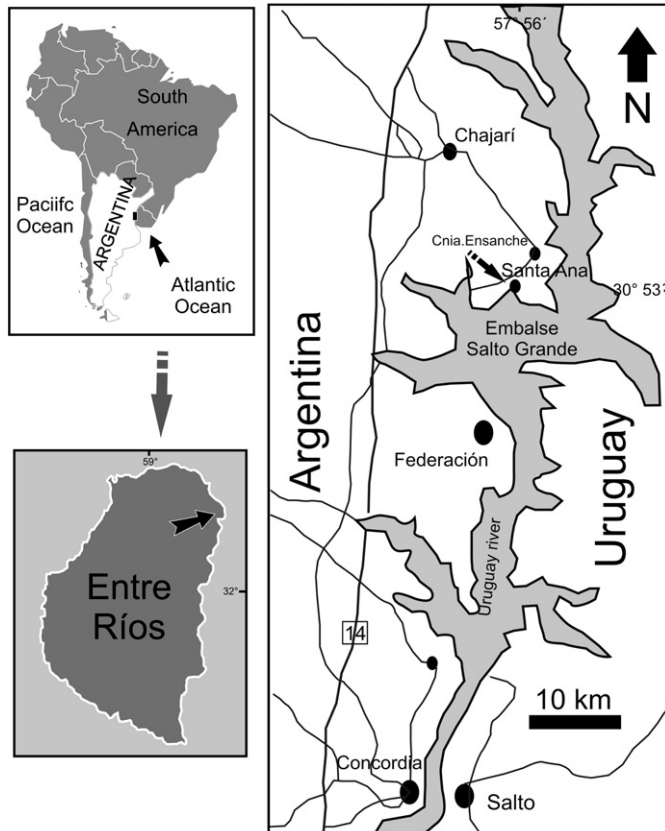 South
America
Paciifc
Ocean
ARGENTINA
Atlantic
Ocean
59°
32°
Entre
Ríos
57° 56´
N
Chajarí
Cnia.Ensanche
Santa Ana
30° 53´
Embalse
Salto Grande
Argentina
Uruguay
Federación
Uruguay river
14
10 km
Concordia
Salto